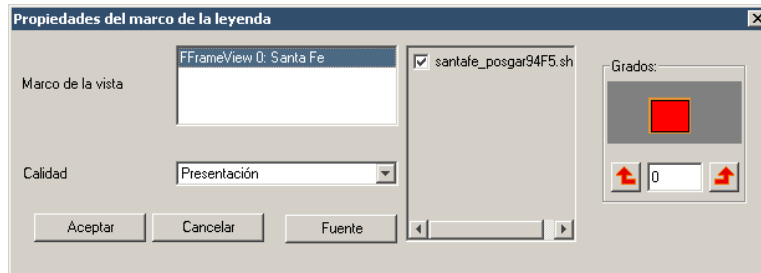 Propiedades del marco de la leyenda
Marco de la vista
FFrameView 0: Santa Fe
santafe_posgar94F5.sh
Grados:
0
Calidad
Presentación
Aceptar
Cancelar
Fuente